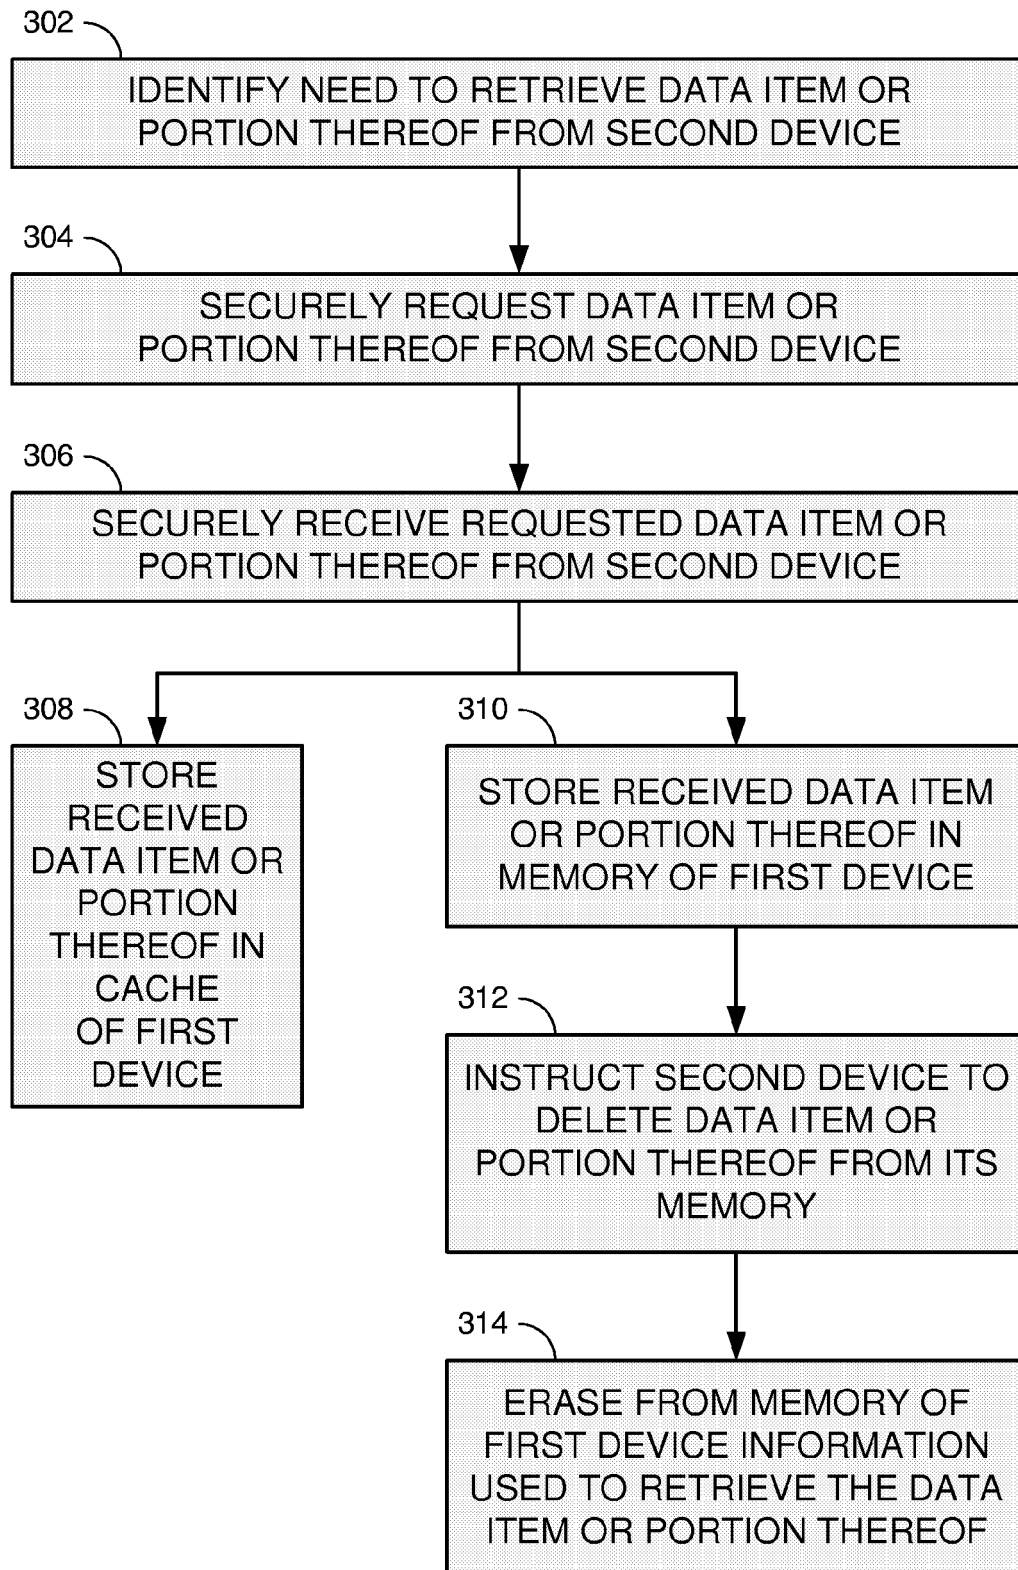 302
IDENTIFY NEED TO RETRIEVE DATA ITEM OR
PORTION THEREOF FROM SECOND DEVICE
304
SECURELY REQUEST DATA ITEM OR
PORTION THEREOF FROM SECOND DEVICE
306
SECURELY RECEIVE REQUESTED DATA ITEM OR
PORTION THEREOF FROM SECOND DEVICE
308
STORE
RECEIVED
DATA ITEM OR
PORTION
THEREOF IN
CACHE
OF FIRST
DEVICE
310
STORE RECEIVED DATA ITEM
OR PORTION THEREOF IN
MEMORY OF FIRST DEVICE
312
INSTRUCT SECOND DEVICE TO
DELETE DATA ITEM OR
PORTION THEREOF FROM ITS
MEMORY
314
ERASE FROM MEMORY OF
FIRST DEVICE INFORMATION
USED TO RETRIEVE THE DATA
ITEM OR PORTION THEREOF